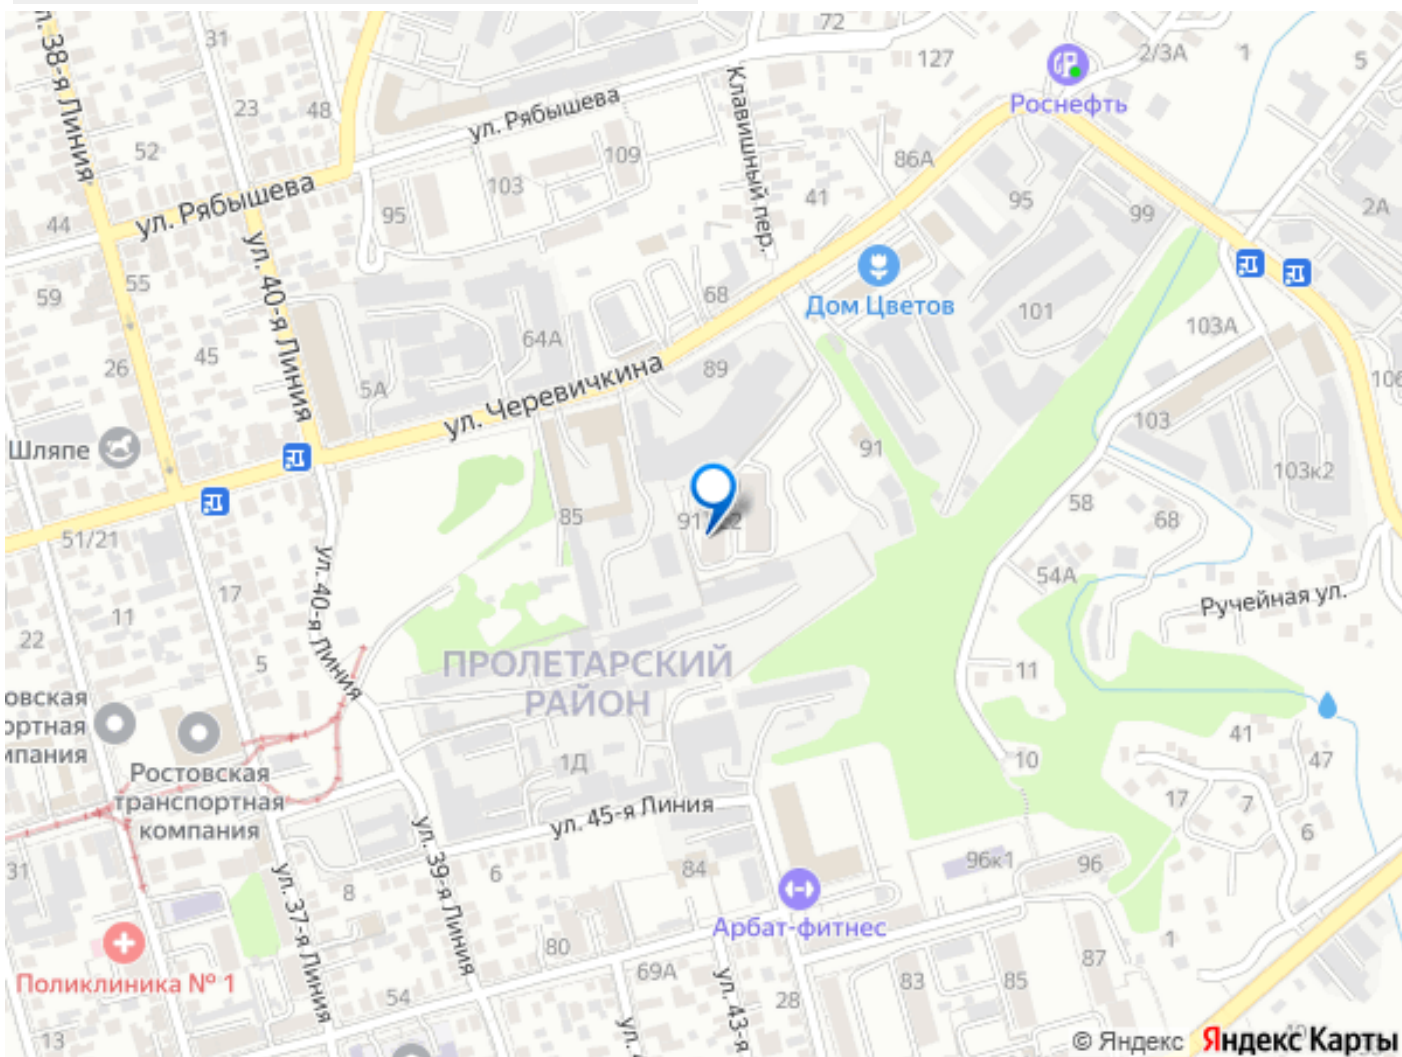 72
31
127
2/3А
1
5
ул. 38-я Линия
Роснефть
23
48
ул. Рябышева
Клавишный пер.
52
109
86А
103
ул. Рябышева
41
95
99
2А
95
44
ул. 40-я Линия
55
59
68
Дом Цветов
101
103А
64А
45
26
89
5А
106
ул. Черевичкина
103
Шляпе
91
103к2
58
85
68
51/21
ул. 40-я Линия
54А
17
Ручейная ул.
11
22
5
ПРОЛЕТАРСКИЙ
РАЙОН
11
овская
ортная
мпания
41
47
10
1Д
Ростовская
транспортная
компания
17
7
6
ул. 45-я Линия
ул. 39-я Линия
96к1
96
31
84
6
8
ул. 37-я Линия
Арбат-фитнес
80
1
87
Поликлиника № 1
69А
83
85
54
28
ул. 43-я
13
ул.
© Яндекс Яндекс Карты